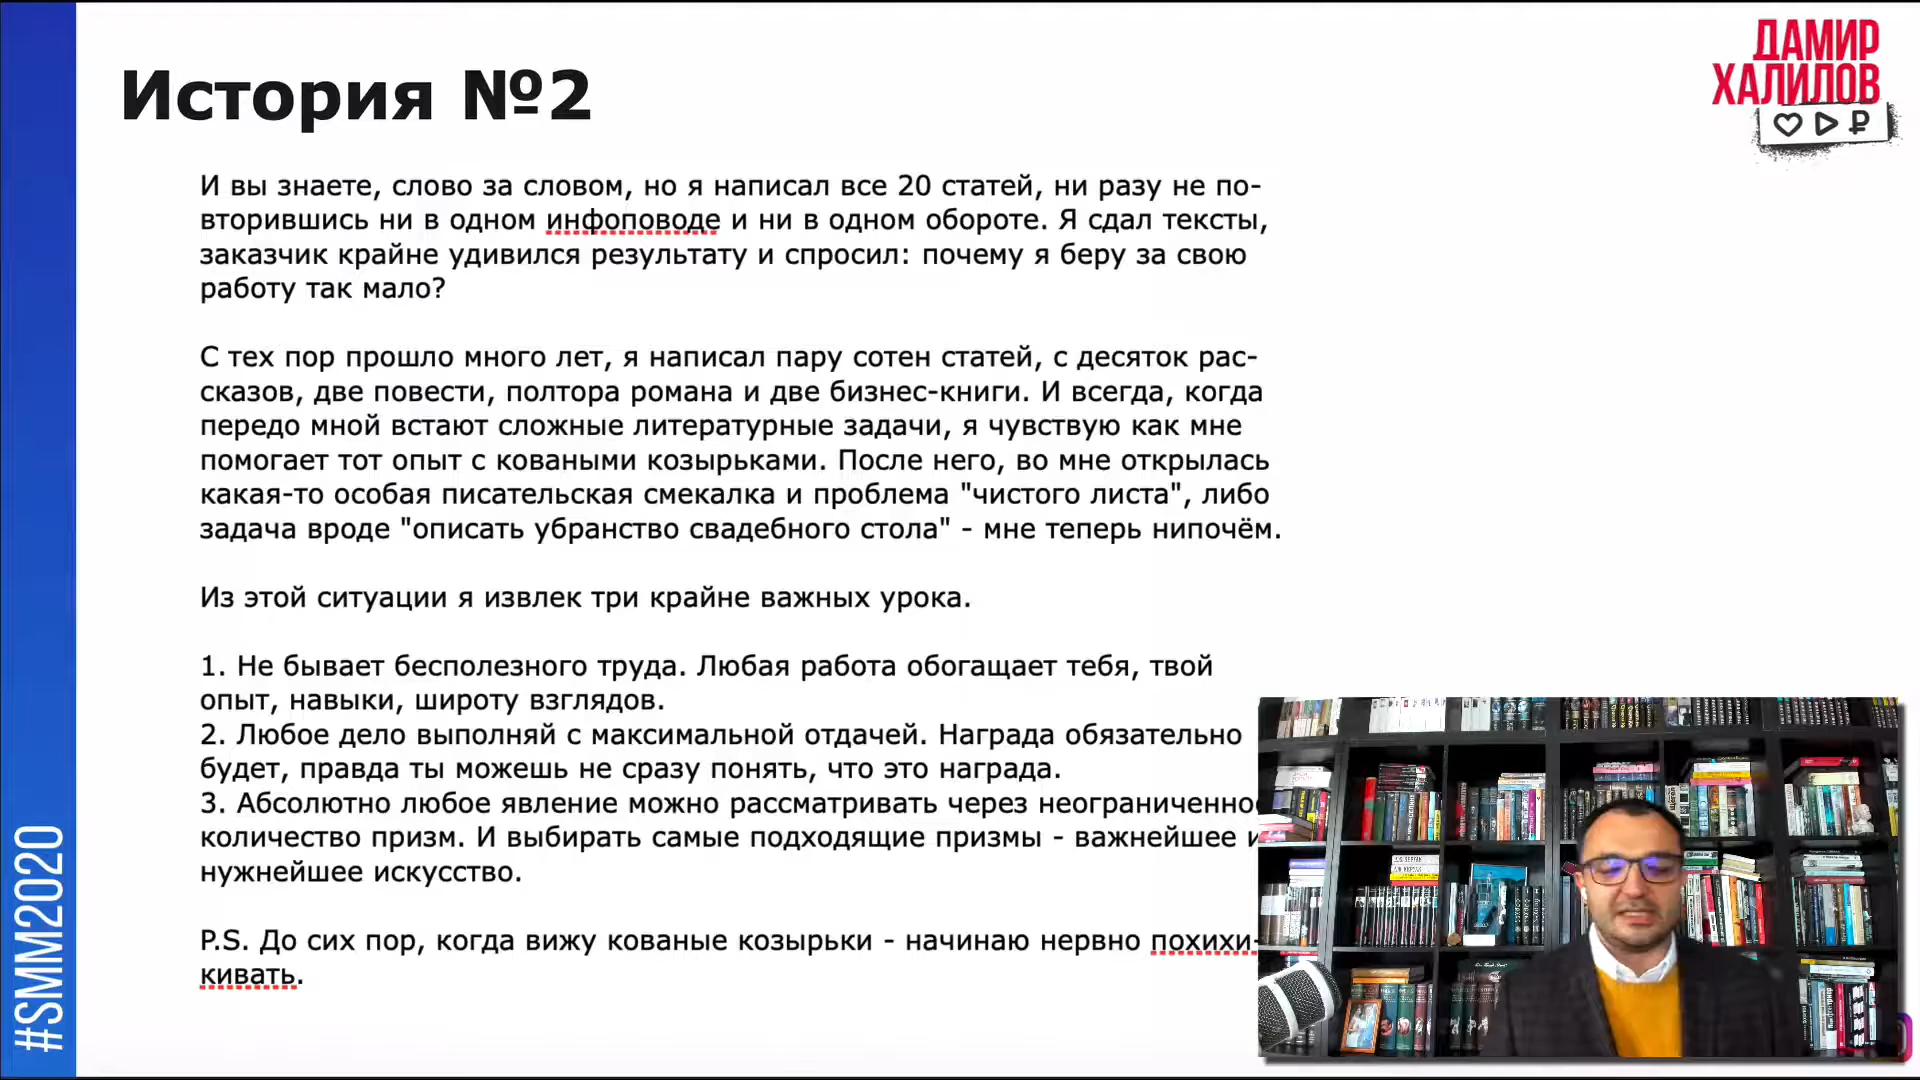 ДАМИР
ХАЛИЛОВ
История №2
И вы знаете, слово за словом, но я написал все 20 статей, ни разу не по-
вторившись ни в одном инфоповоде и ни в одном обороте. Я сдал тексты,
заказчик крайне удивился результату и спросил: почему я беру за свою
работу так мало?
С тех пор прошло много лет, я написал пару сотен статей, с десяток рас-
сказов, две повести, полтора романа и две бизнес-книги. И всегда, когда
передо мной встают сложные литературные задачи, я чувствую как мне
помогает тот опыт с коваными козырьками. После него, во мне открылась
какая-то особая писательская смекалка и проблема "чистого листа", либо
задача вроде "описать убранство свадебного стола" - мне теперь нипочём.
Из этой ситуации я извлек три крайне важных урока.
1. Не бывает бесполезного труда. Любая работа обогащает тебя, твой
опыт, навыки, широту взглядов.
2. Любое дело выполняй с максимальной отдачей. Награда обязательно
будет, правда ты можешь не сразу понять, что это награда.
3. Абсолютно любое явление можно рассматривать через неограниченное
количество призм. И выбирать самые подходящие призмы - важнейшее и
нужнейшее искусство.
P.S. До сих пор, когда вижу кованые козырьки - начинаю нервно похихи-
кивать.
#SMM2020